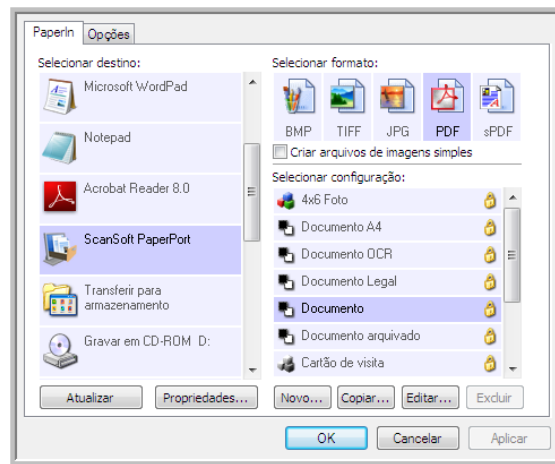 PaperIn
Opções
Selecionar destino:
Microsoft WordPad
Notepad
Acrobat Reader 8.0
ScanSoft PaperPort
Transferir para
armazenamento
Gravar em CD-ROM D:
Atualizar
Propriedades...
Selecionar formato:
BMP
TIFF
JPG
PDF
sPDF
Criar arquivos de imagens simples
Selecionar configuração:
4x6 Foto
Documento A4
Documento OCR
Documento Legal
Documento
Documento arquivado
Cartão de visita
Novo...
Copiar...
Editar...
Excluir
OK
Cancelar
Aplicar